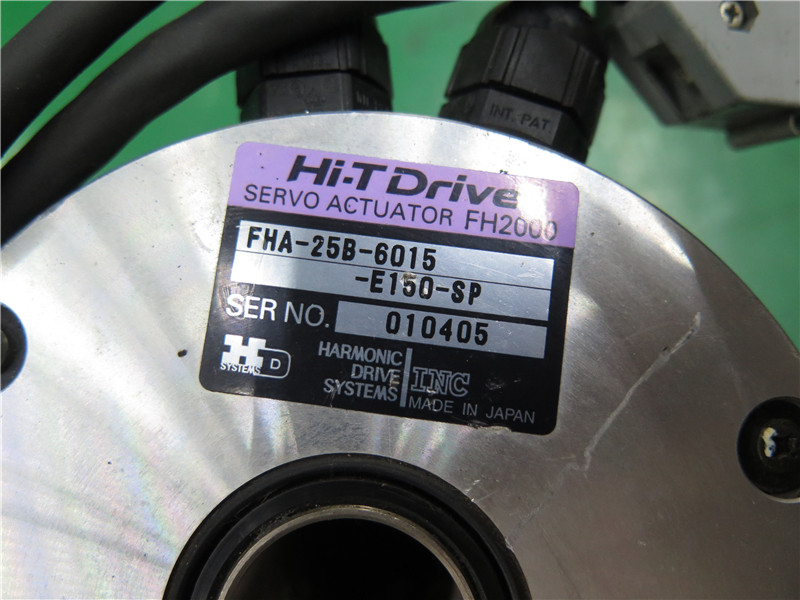 INT. PAT.
Hi-T Drive
SERVO ACTUATOR FH2000
FHA-25B-6015
-E150-SP
SER NO. 010405
H D
SYSTEMS
HARMONIC
DRIVE
SYSTEMS
INC
MADE IN JAPAN